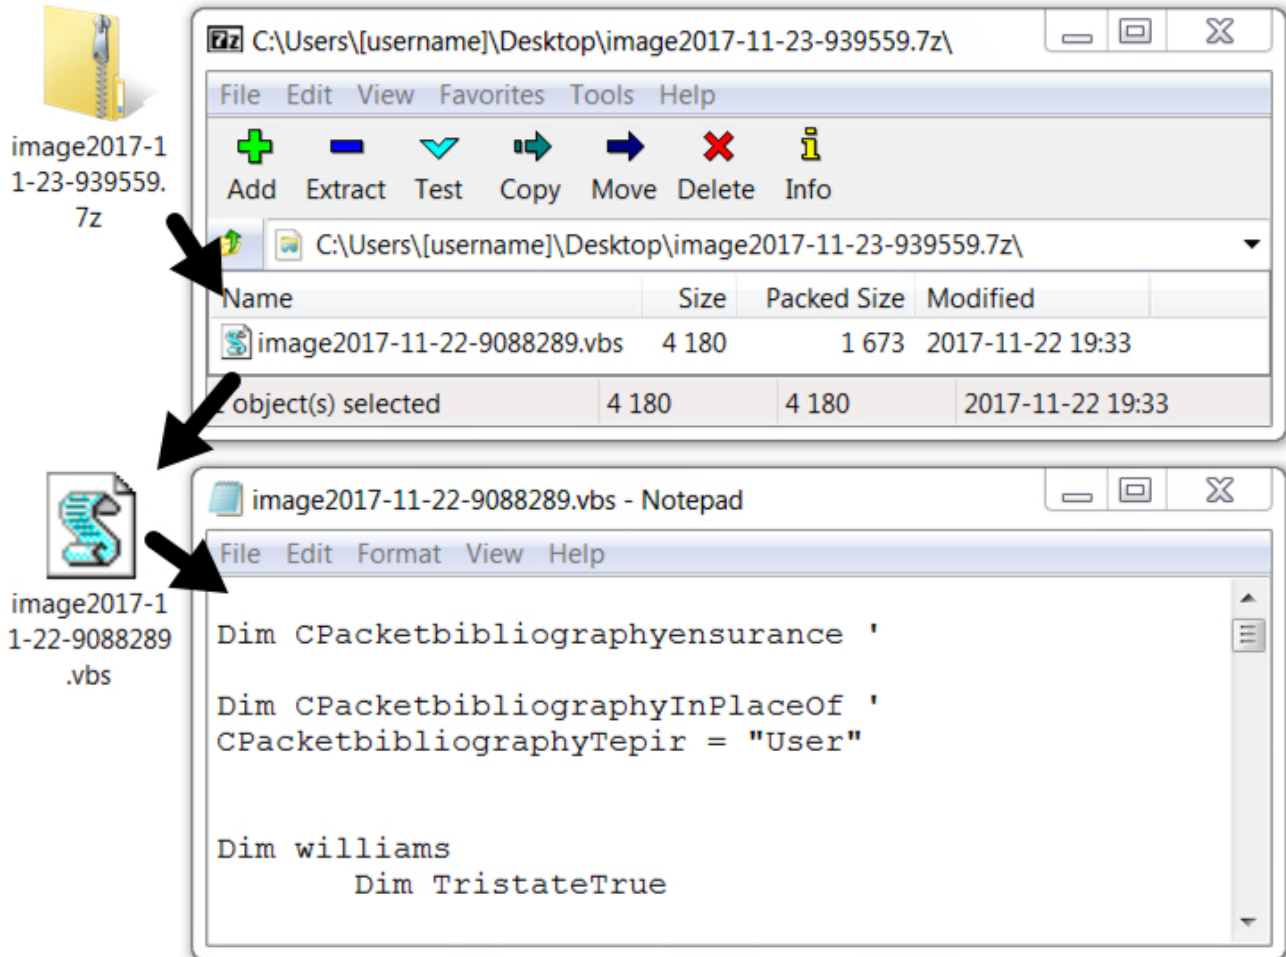 image2017-1
1-23-939559.
7z
C:\Users\[username]\Desktop\image2017-11-23-939559.7z\
File Edit View Favorites Tools Help
Add Extract Test Copy Move Delete Info
C:\Users\[username]\Desktop\image2017-11-23-939559.7z\
Name Size Packed Size Modified
image2017-11-22-9088289.vbs 4 180 1 673 2017-11-22 19:33
object(s) selected 4 180 4 180 2017-11-22 19:33
image2017-1
1-22-9088289
.vbs
image2017-11-22-9088289.vbs - Notepad
File Edit Format View Help
Dim CPacketbibliographyensurance '
Dim CPacketbibliographyInPlaceOf '
CPacketbibliographyTepir = "User"
Dim williams
Dim TristateTrue